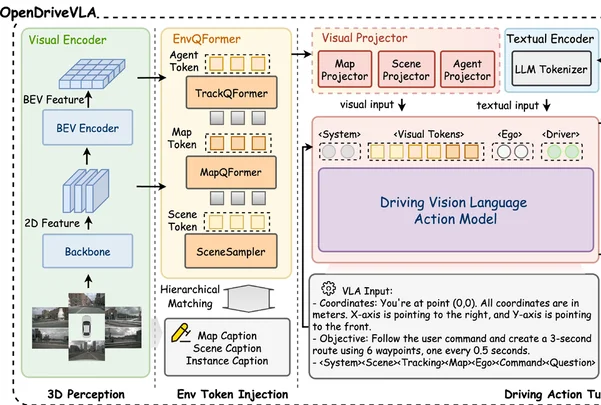 OpenDriveVLA
Visual Encoder
BEV Feature
BEV Encoder
2D Feature
Backbone
3D Perception
EnvQFormer
Agent
Token
TrackQFormer
Map
Token
MapQFormer
Scene
Token
SceneSampler
Hierarchical
Matching
Map Caption
Scene Caption
Instance Caption
Env Token Injection
Visual Projector
Map
Projector
Scene
Projector
Agent
Projector
Textual Encoder
LLM Tokenizer
visual input
textual input
<System>
<Visual Tokens>
<Ego>
<Driver>
Driving Vision Language
Action Model
VLA Input:
- Coordinates: You're at point (0,0). All coordinates are in
meters. X-axis is pointing to the right, and Y-axis is pointing
to the front.
- Objective: Follow the user command and create a 3-second
route using 6 waypoints, one every 0.5 seconds.
- <System><Scene><Tracking><Map><Ego><Command><Question>
Driving Action Tu